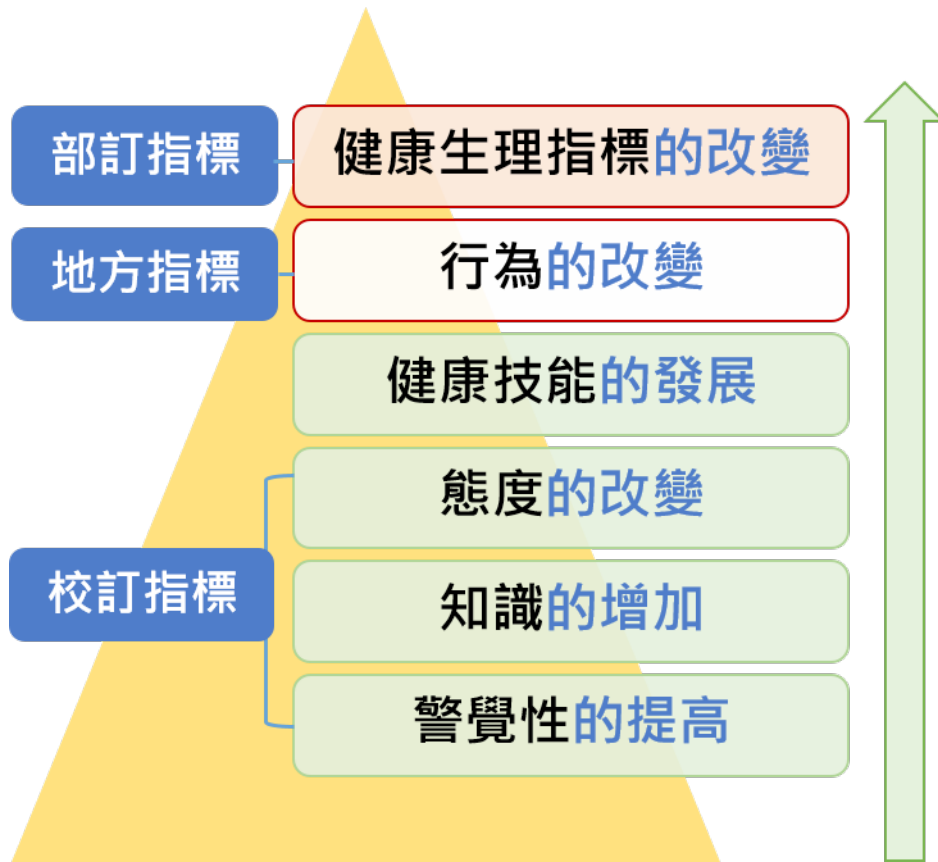 部訂指標
健康生理指標的改變
地方指標
行為的改變
健康技能的發展
態度的改變
校訂指標
知識的增加
警覺性的提高